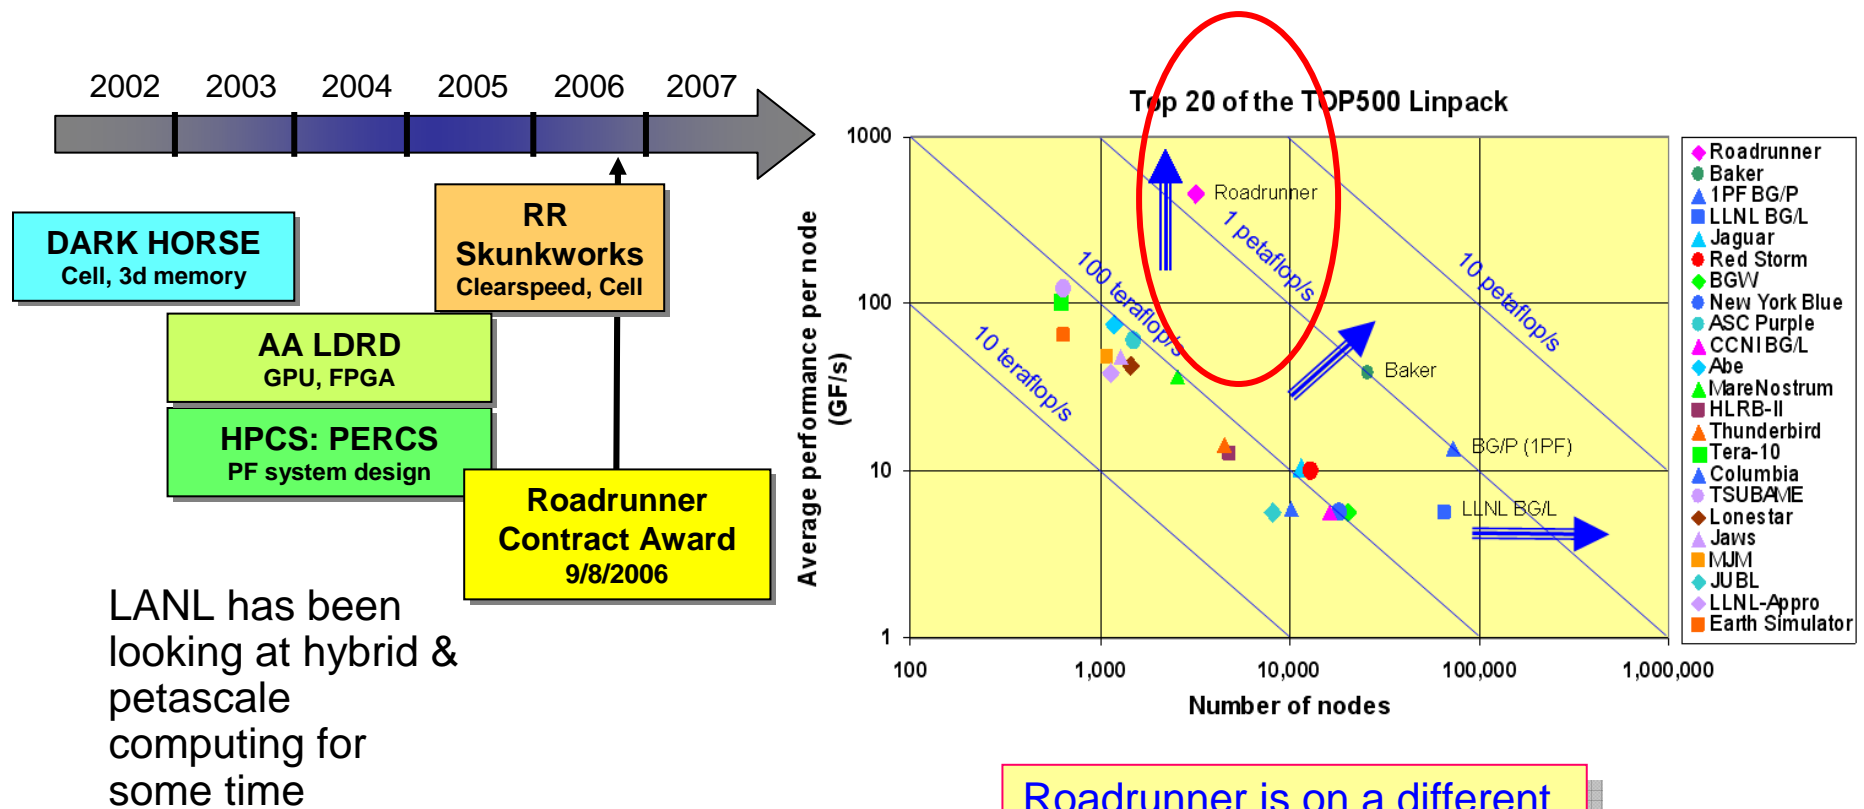 2002 2003 2004 2005 2006 2007
DARK HORSE
Cell, 3d memory
RR
Skunkworks
Clearspeed, Cell
AA LDRD
GPU, FPGA
HPCS: PERCS
PF system design
Roadrunner
Contract Award
9/8/2006
LANL has been
looking at hybrid &
petascale
computing for
some time
Top 20 of the TOP500 Linpack
Average performance per node
(GF/s)
1000
100
10
1
100 1,000 10,000 100,000 1,000,000
Number of nodes
10 teraflop/s
100 teraflop/s
1 petaflop/s
10 petaflop/s
Roadrunner
Baker
BG/P (1PF)
LLNL BG/L
Roadrunner
Baker
1PF BG/P
LLNL BG/L
Jaguar
Red Storm
BGW
New York Blue
ASC Purple
CCNI BG/L
Abe
MareNostrum
HLRB-II
Thunderbird
Tera-10
Columbia
TSUBAME
Lonestar
Jaws
MJM
JUBL
LLNL-Appro
Earth Simulator
Roadrunner is on a different